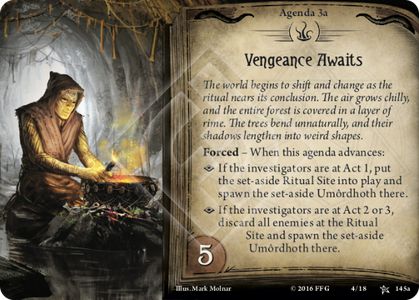 Agenda 3a
Vengeance Awaits
The world begins to shift and change as the
ritual nears its conclusion. The air grows chilly,
and the entire forest is covered in a layer of
rime. The trees bend unnaturally, and their
shadows lengthen into weird shapes.
Forced – When this agenda advances:
If the investigators are at Act 1, put
the set-aside Ritual Site into play and
spawn the set-aside Umôrdhoth there.
If the investigators are at Act 2 or 3,
discard all enemies at the Ritual
Site and spawn the set-aside
Umôrdhoth there.
5
Illus. Mark Molnar
© 2016 FFG
4/18
145a